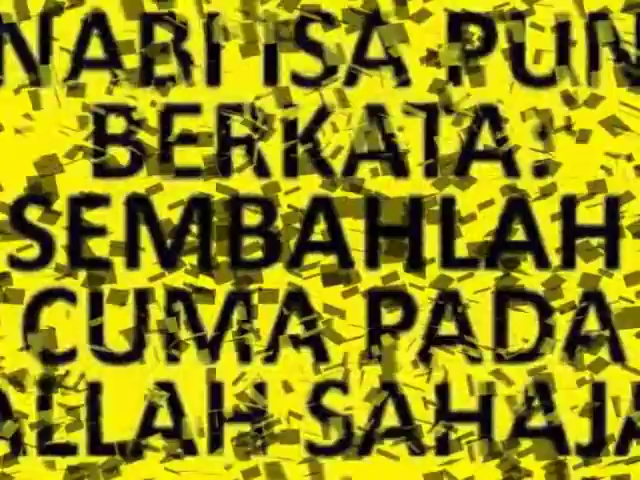 NABI ISA PUN
BERKATA:
SEMBAHLAH
CUMA PADA
ALLAH SAHAJA